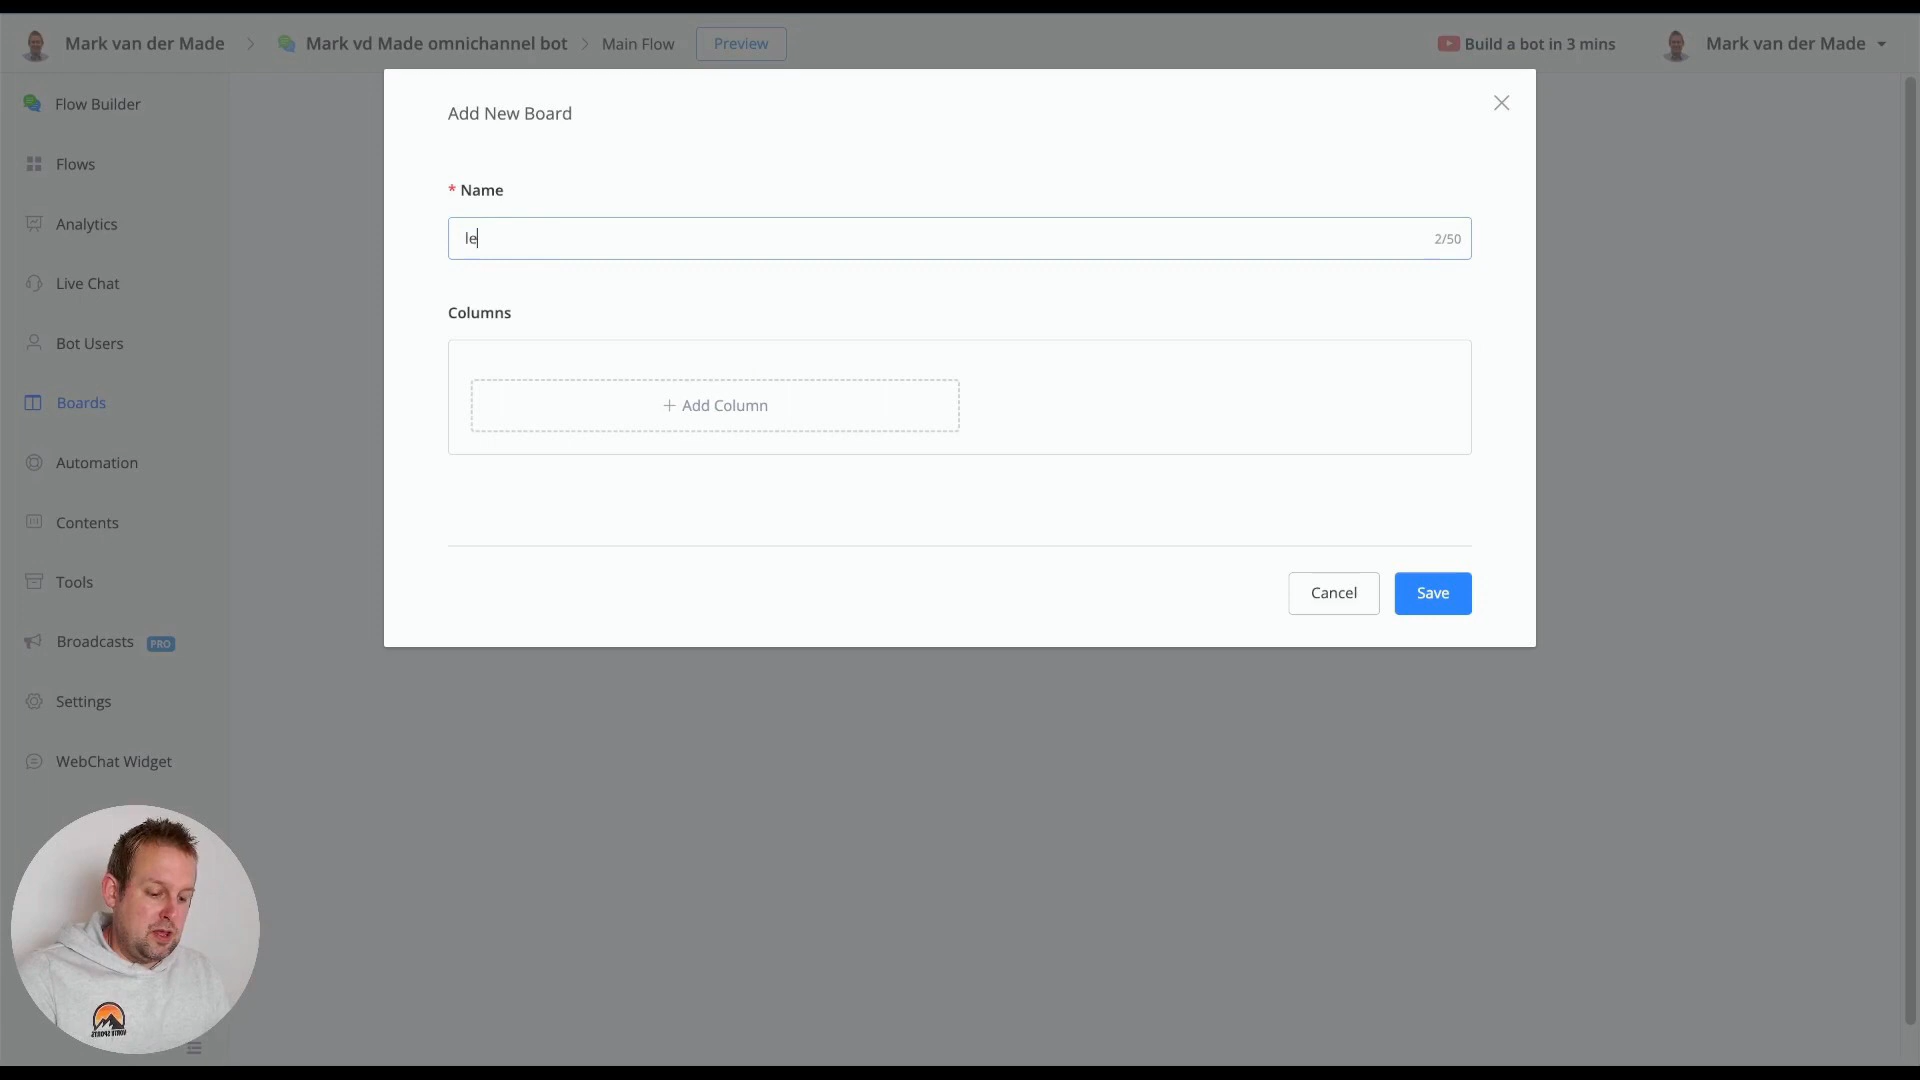 Mark van der Made > Mark vd Made omnichannel bot > Main Flow Preview Build a bot in 3 mins Mark van der Made
Flow Builder
Flows
Analytics
Live Chat
Bot Users
Boards
Automation
Contents
Tools
Broadcasts PRO
Settings
WebChat Widget
Add New Board
* Name
le 2/50
Columns
+ Add Column
Cancel Save